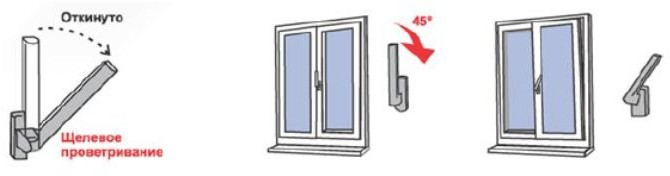 Откинуто
45°
Щелевое
проветривание